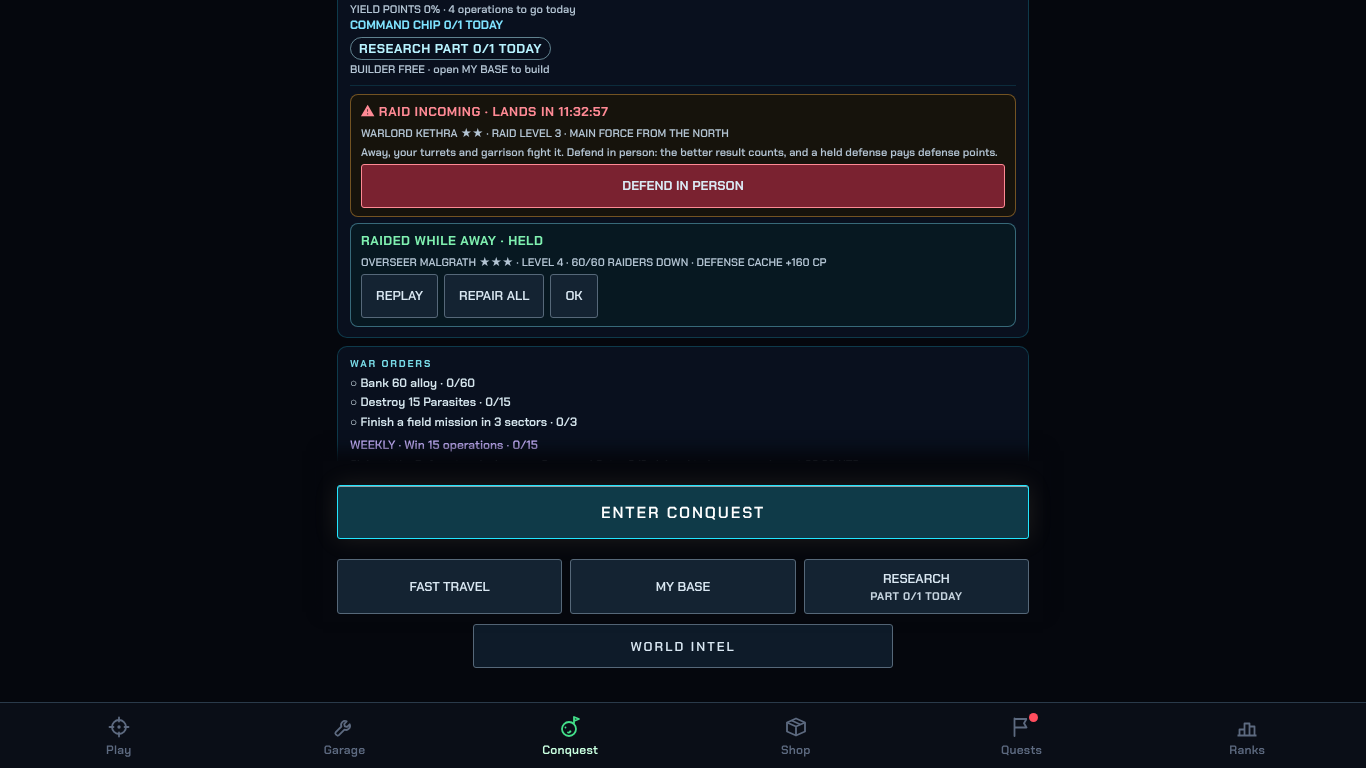 YIELD POINTS 0% · 4 operations to go today
COMMAND CHIP 0/1 TODAY
RESEARCH PART 0/1 TODAY
BUILDER FREE · open MY BASE to build
RAID INCOMING · LANDS IN 11:32:57
WARLORD KETHRA ★★ · RAID LEVEL 3 · MAIN FORCE FROM THE NORTH
Away, your turrets and garrison fight it. Defend in person: the better result counts, and a held defense pays defense points.
DEFEND IN PERSON
RAIDED WHILE AWAY · HELD
OVERSEER MALGRATH ★★★ · LEVEL 4 · 60/60 RAIDERS DOWN · DEFENSE CACHE +160 CP
REPLAY REPAIR ALL OK
WAR ORDERS
○ Bank 60 alloy · 0/60
○ Destroy 15 Parasites · 0/15
○ Finish a field mission in 3 sectors · 0/3
WEEKLY · Win 15 operations · 0/15
ENTER CONQUEST
FAST TRAVEL MY BASE RESEARCH
PART 0/1 TODAY
WORLD INTEL
Play Garage Conquest Shop Quests Ranks